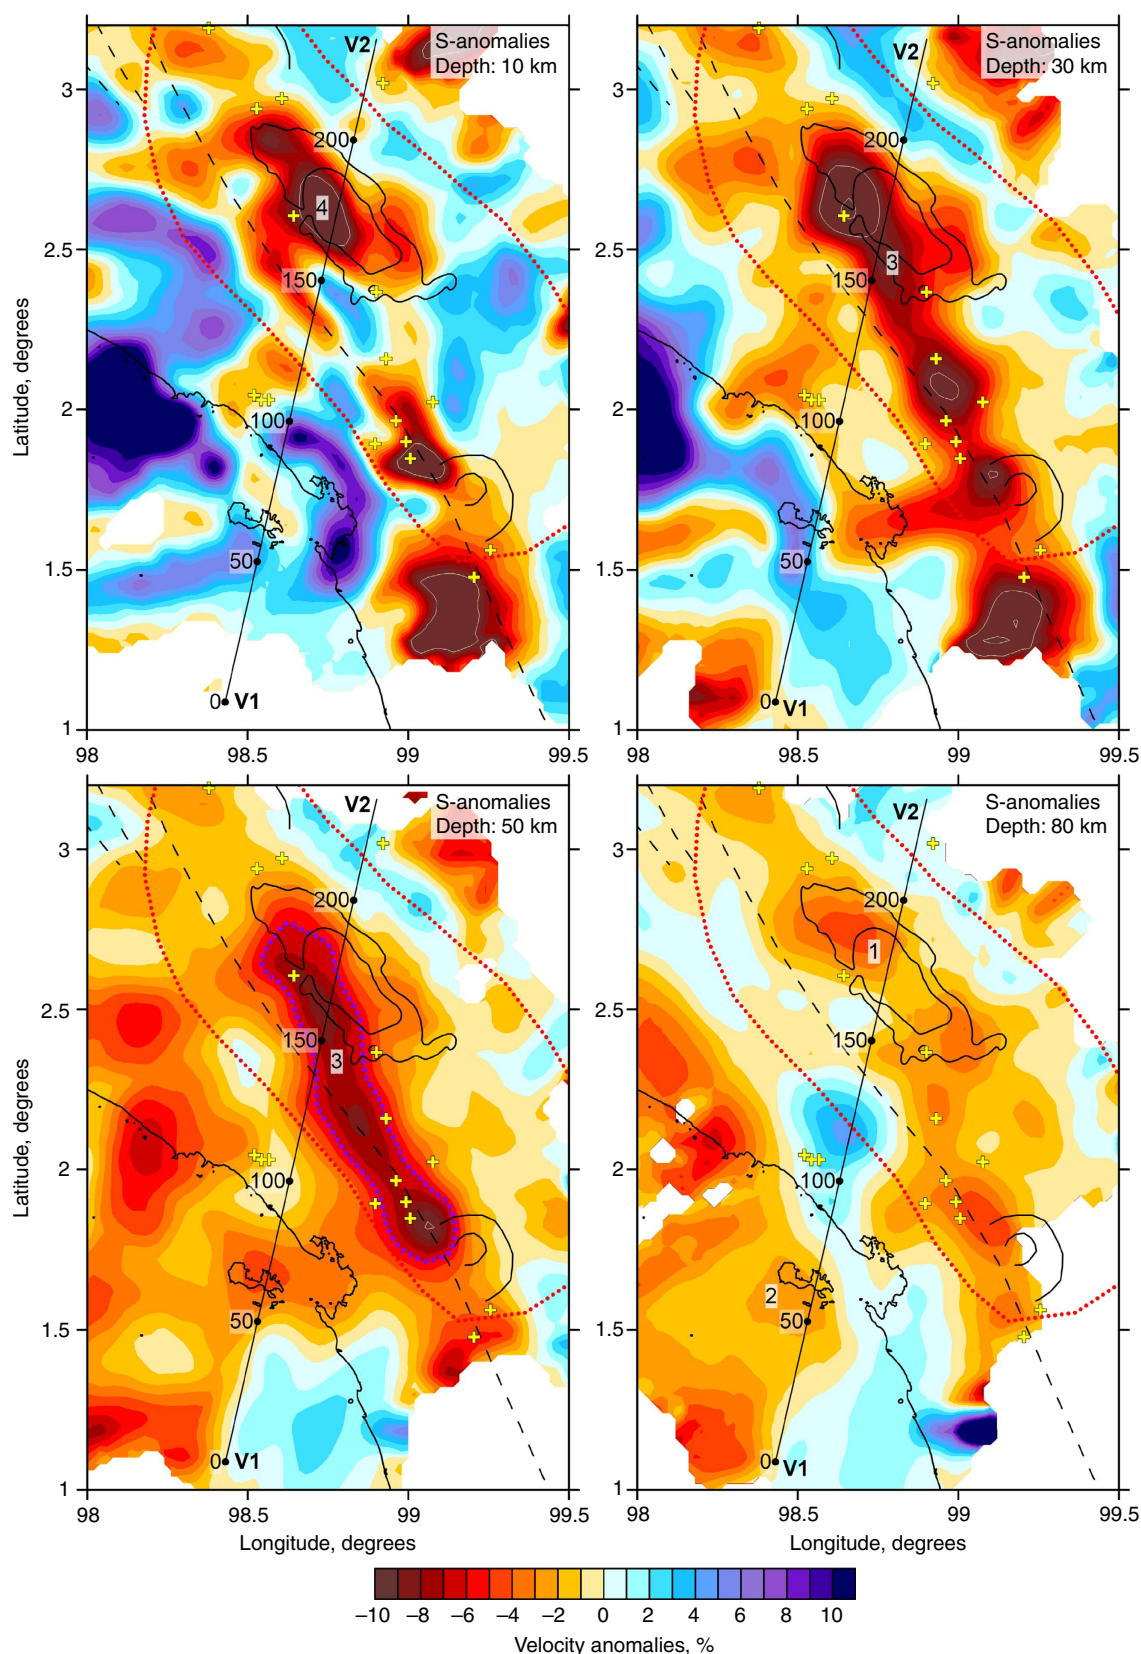 S-anomalies
Depth: 10 km
V2
200
4
150
100
50
0
V1
3
2.5
2
1.5
1
98
98.5
99
99.5
Latitude, degrees
S-anomalies
Depth: 30 km
V2
200
3
150
100
50
0
V1
3
2.5
2
1.5
1
98
98.5
99
99.5
S-anomalies
Depth: 50 km
V2
200
150
3
100
50
0
V1
3
2.5
2
1.5
1
98
98.5
99
99.5
Latitude, degrees
Longitude, degrees
S-anomalies
Depth: 80 km
V2
200
1
150
100
2
50
0
V1
3
2.5
2
1.5
1
98
98.5
99
99.5
Longitude, degrees
−10 −8 −6 −4 −2 0 2 4 6 8 10
Velocity anomalies, %